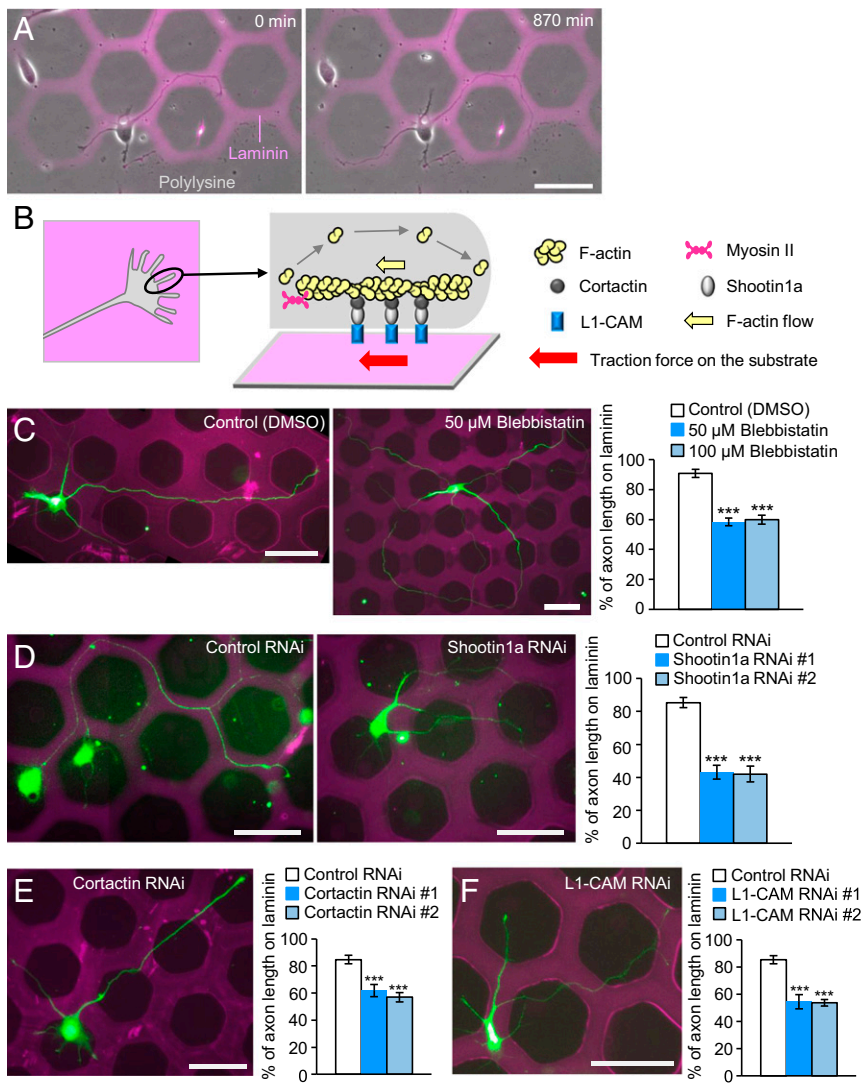 A
0 min
870 min
Laminin
Polylysine
B
F-actin
Myosin II
Cortactin
Shootin1a
L1-CAM
F-actin flow
Traction force on the substrate
C
Control (DMSO)
50 µM Blebbistatin
% of axon length on laminin
Control (DMSO)
50 µM Blebbistatin
100 µM Blebbistatin
100
80
60
40
20
0
***
***
D
Control RNAi
Shootin1a RNAi
% of axon length on laminin
Control RNAi
Shootin1a RNAi #1
Shootin1a RNAi #2
100
80
60
40
20
0
***
***
E
Cortactin RNAi
% of axon length on laminin
Control RNAi
Cortactin RNAi #1
Cortactin RNAi #2
100
80
60
40
20
0
***
***
F
L1-CAM RNAi
% of axon length on laminin
Control RNAi
L1-CAM RNAi #1
L1-CAM RNAi #2
100
80
60
40
20
0
***
***